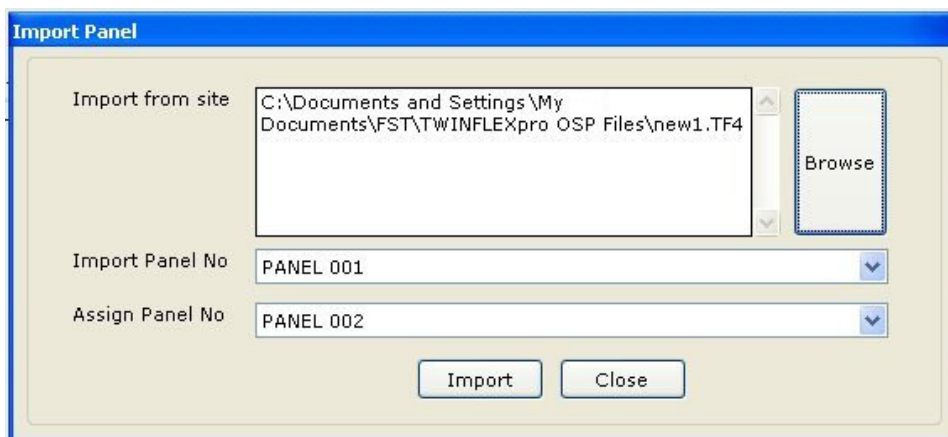 Import Panel
Import from site
C:\Documents and Settings\My
Documents\FST\TWINFLEXpro OSP Files\new1.TF4
Browse
Import Panel No
PANEL 001
Assign Panel No
PANEL 002
Import
Close